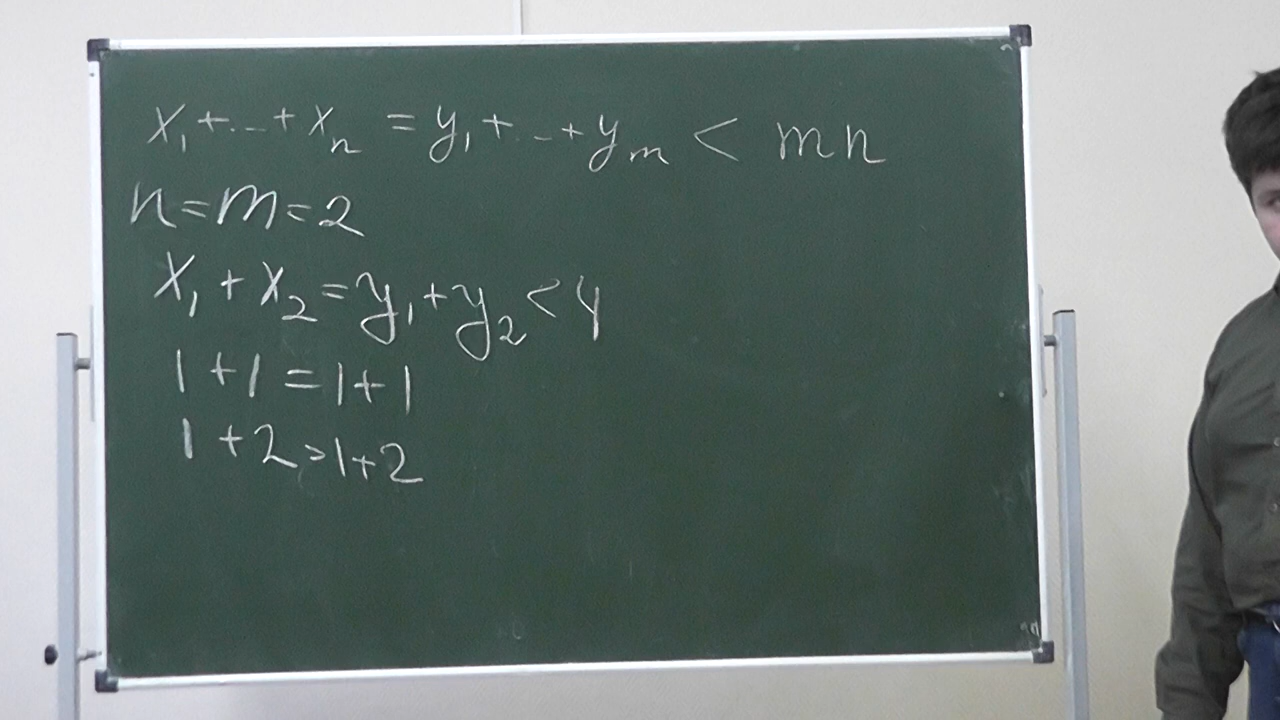 x₁+...+xₙ = y₁+...+yₘ < mn
n=m=2
x₁+x₂=y₁+y₂<4
1+1=1+1
1+2=1+2